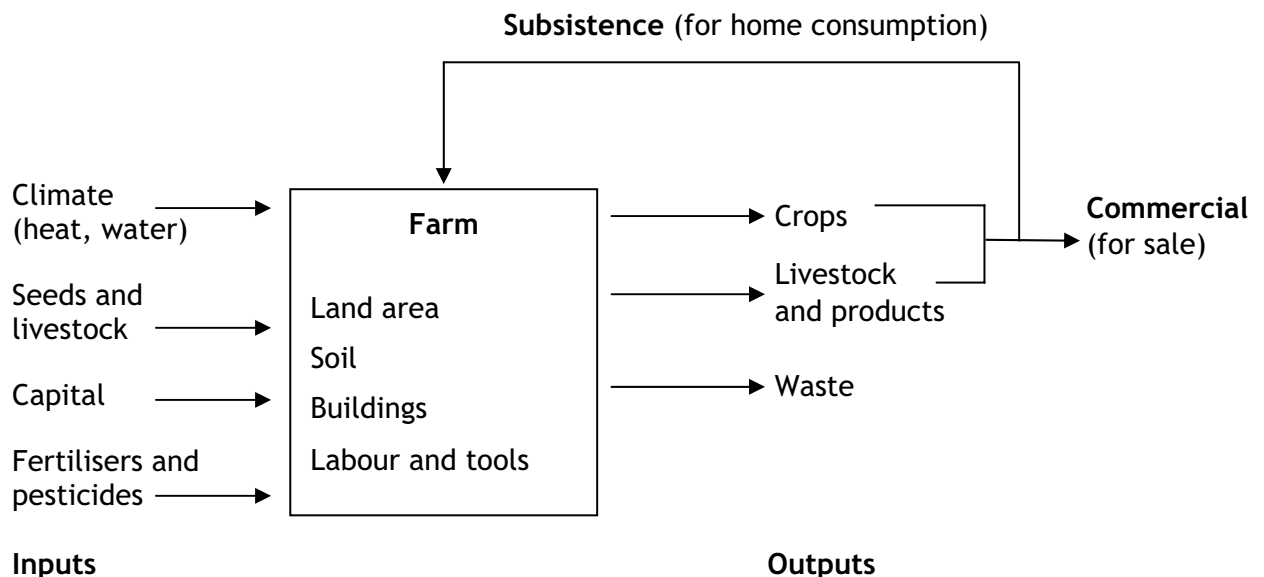 Subsistence (for home consumption)
Climate
(heat, water)
Seeds and
livestock
Capital
Fertilisers and
pesticides
Inputs
Farm
Land area
Soil
Buildings
Labour and tools
Crops
Livestock
and products
Waste
Outputs
Commercial
(for sale)